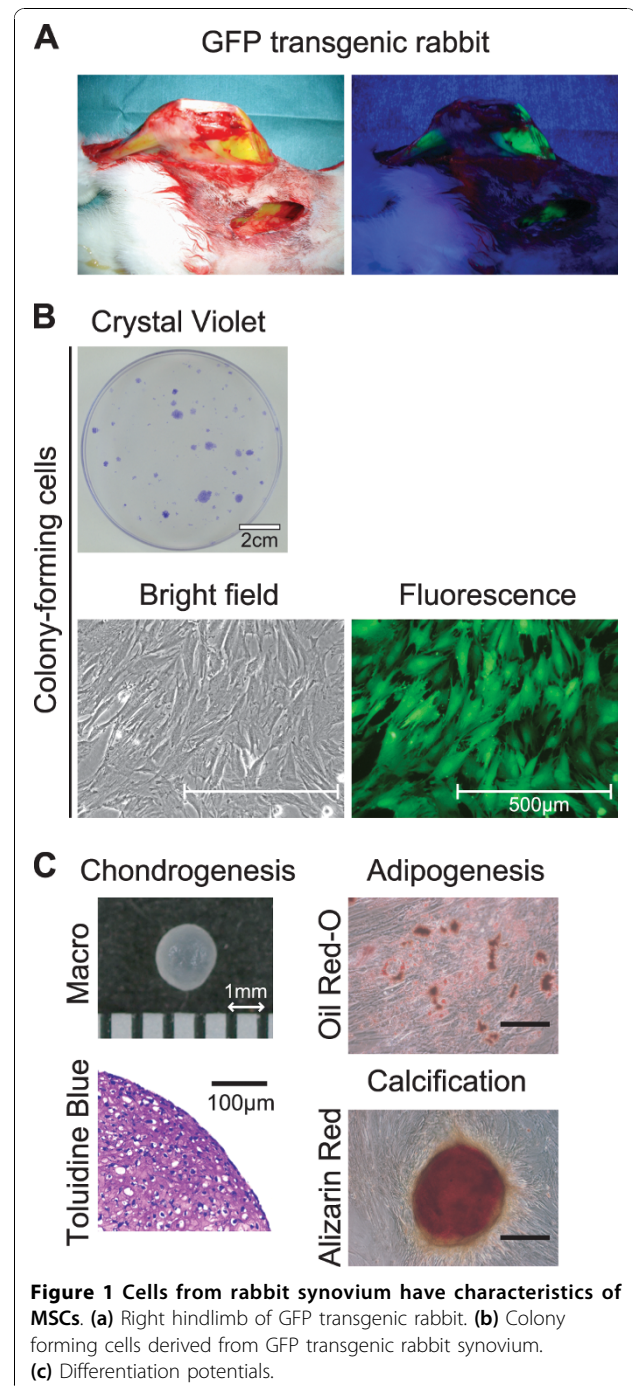 A
GFP transgenic rabbit
B
Crystal Violet
Colony-forming cells
2cm
Bright field
Fluorescence
500μm
C
Chondrogenesis
Adipogenesis
Macro
1mm
Oil Red-O
Toluidine Blue
100μm
Calcification
Alizarin Red
Figure 1 Cells from rabbit synovium have characteristics of
MSCs. (a) Right hindlimb of GFP transgenic rabbit. (b) Colony
forming cells derived from GFP transgenic rabbit synovium.
(c) Differentiation potentials.